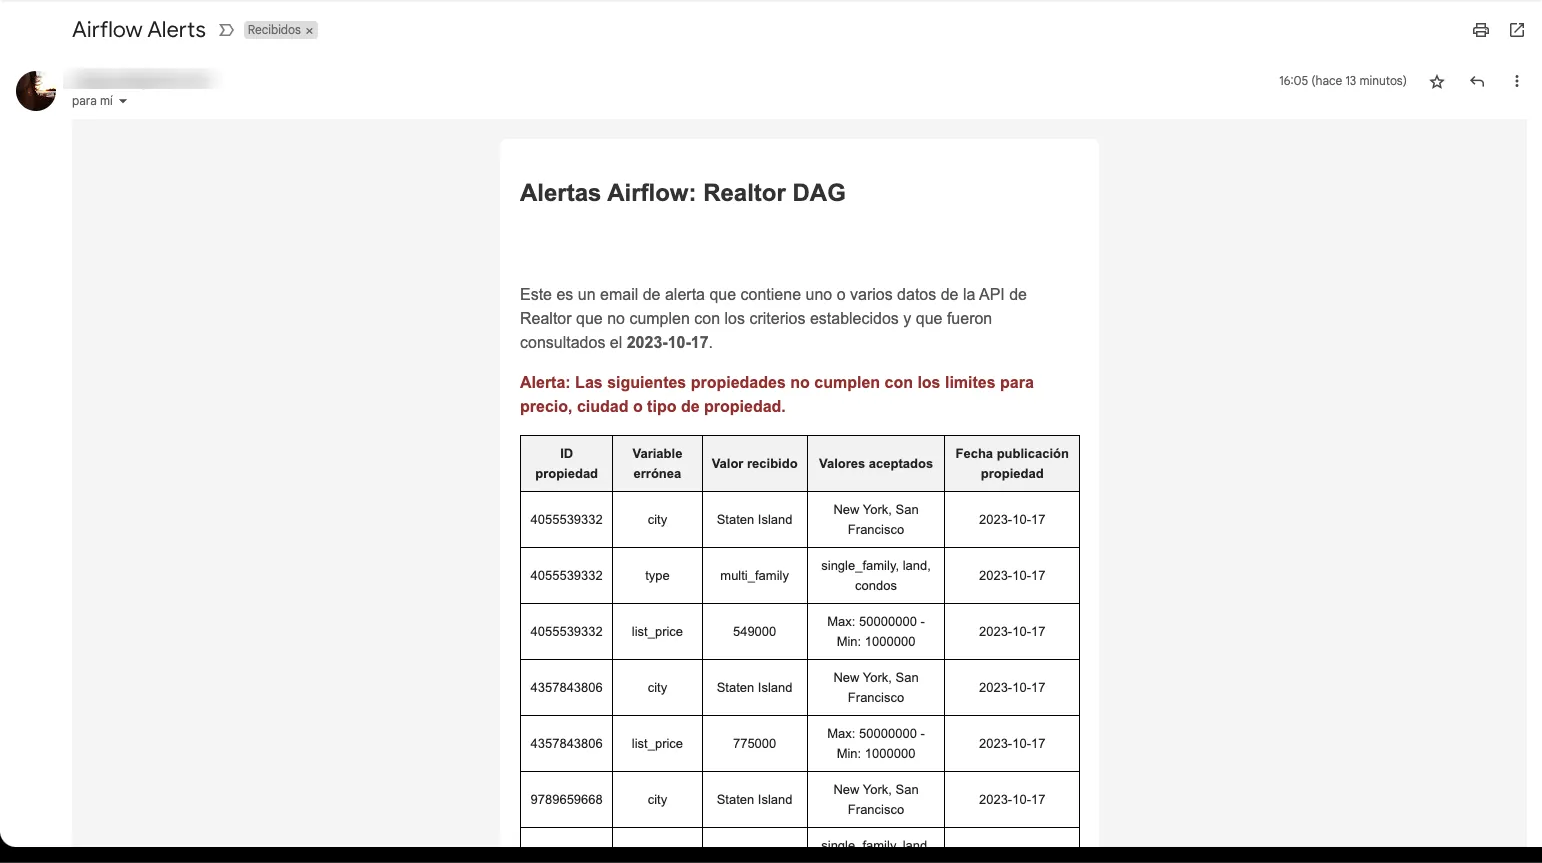 Airflow Alerts Recibidos ×
16:05 (hace 13 minutos)
para mí
Alertas Airflow: Realtor DAG
Este es un email de alerta que contiene uno o varios datos de la API de
Realtor que no cumplen con los criterios establecidos y que fueron
consultados el 2023-10-17.
Alerta: Las siguientes propiedades no cumplen con los limites para
precio, ciudad o tipo de propiedad.
ID propiedad Variable errónea Valor recibido Valores aceptados Fecha publicación propiedad
4055539332 city Staten Island New York, San Francisco 2023-10-17
4055539332 type multi_family single_family, land, condos 2023-10-17
4055539332 list_price 549000 Max: 50000000 - Min: 1000000 2023-10-17
4357843806 city Staten Island New York, San Francisco 2023-10-17
4357843806 list_price 775000 Max: 50000000 - Min: 1000000 2023-10-17
9789659668 city Staten Island New York, San Francisco 2023-10-17
single_family, land,